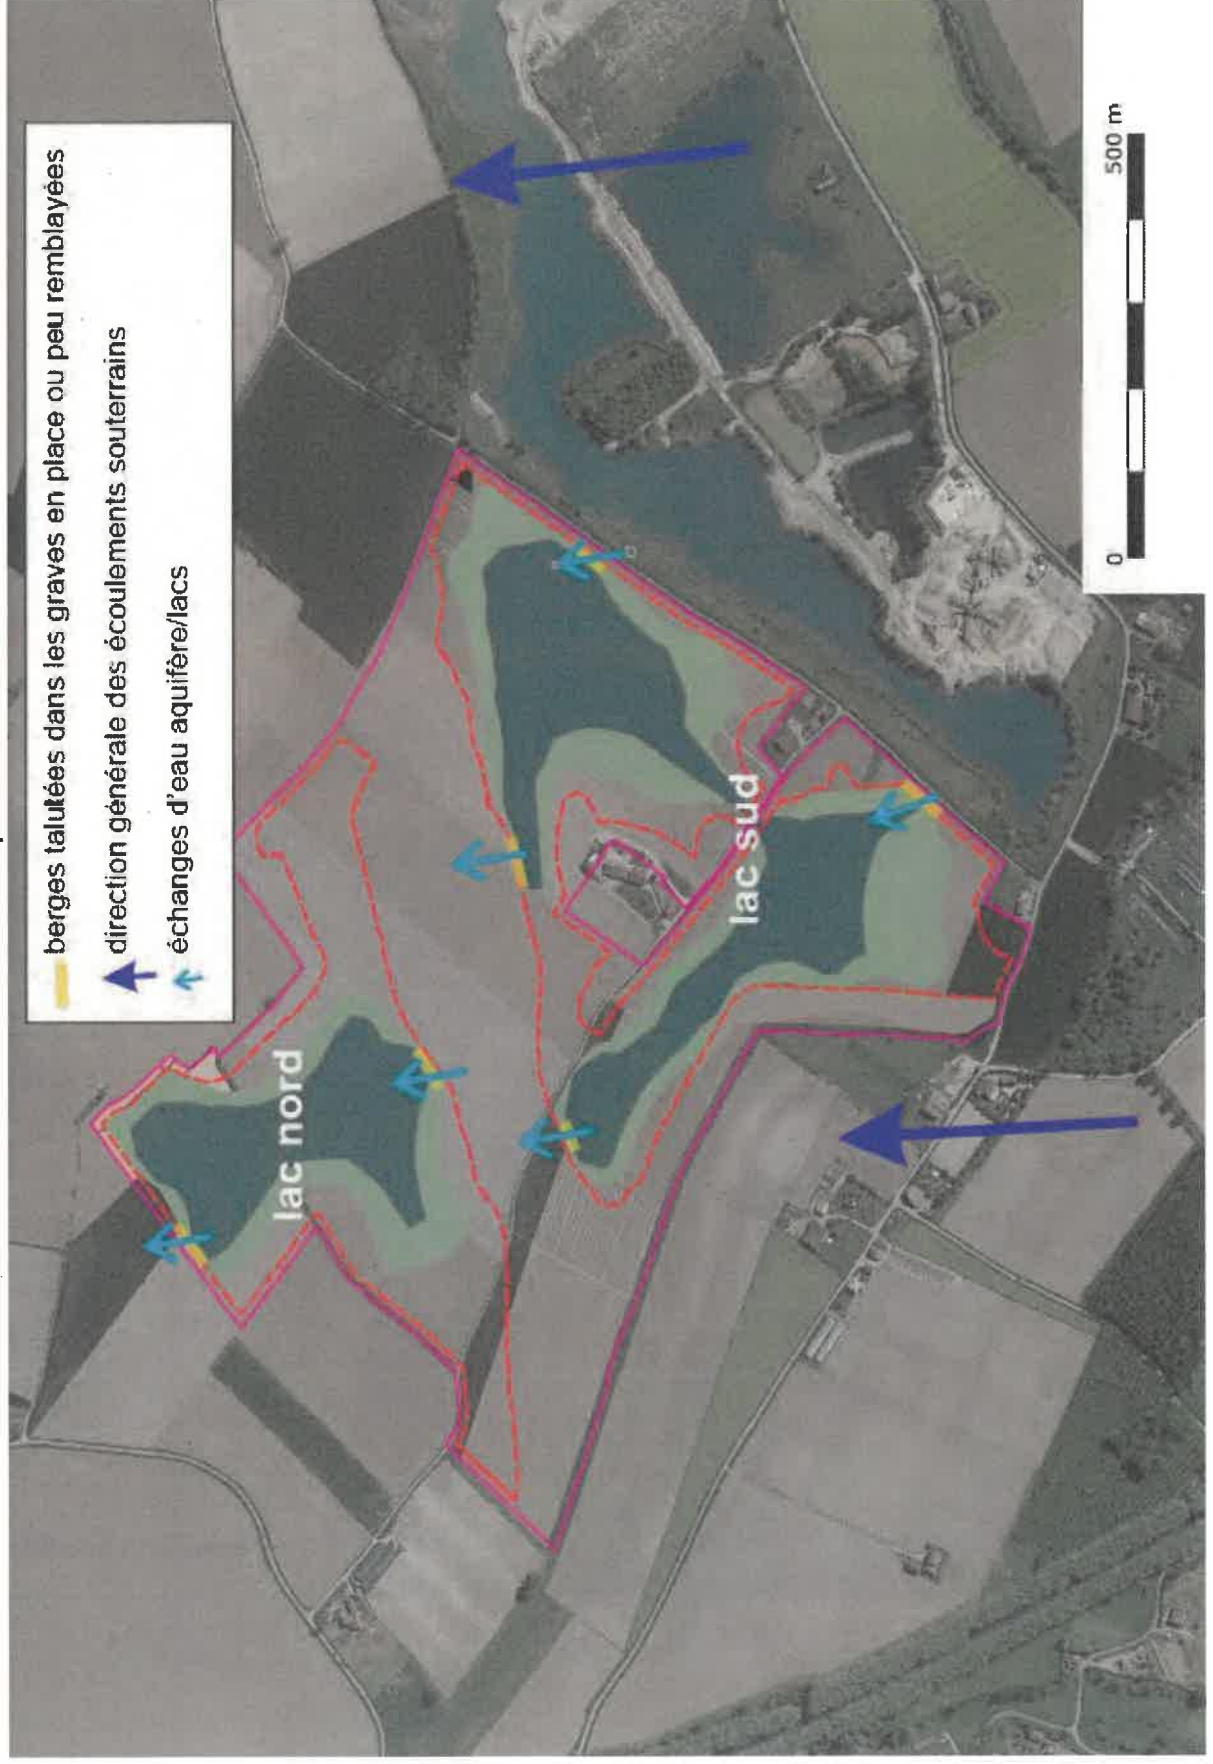 berges talutées dans les graves en place ou peu remblayées
direction générale des écoulements souterrains
échanges d'eau aquifère/lacs
lac nord
lac sud
0 500 m